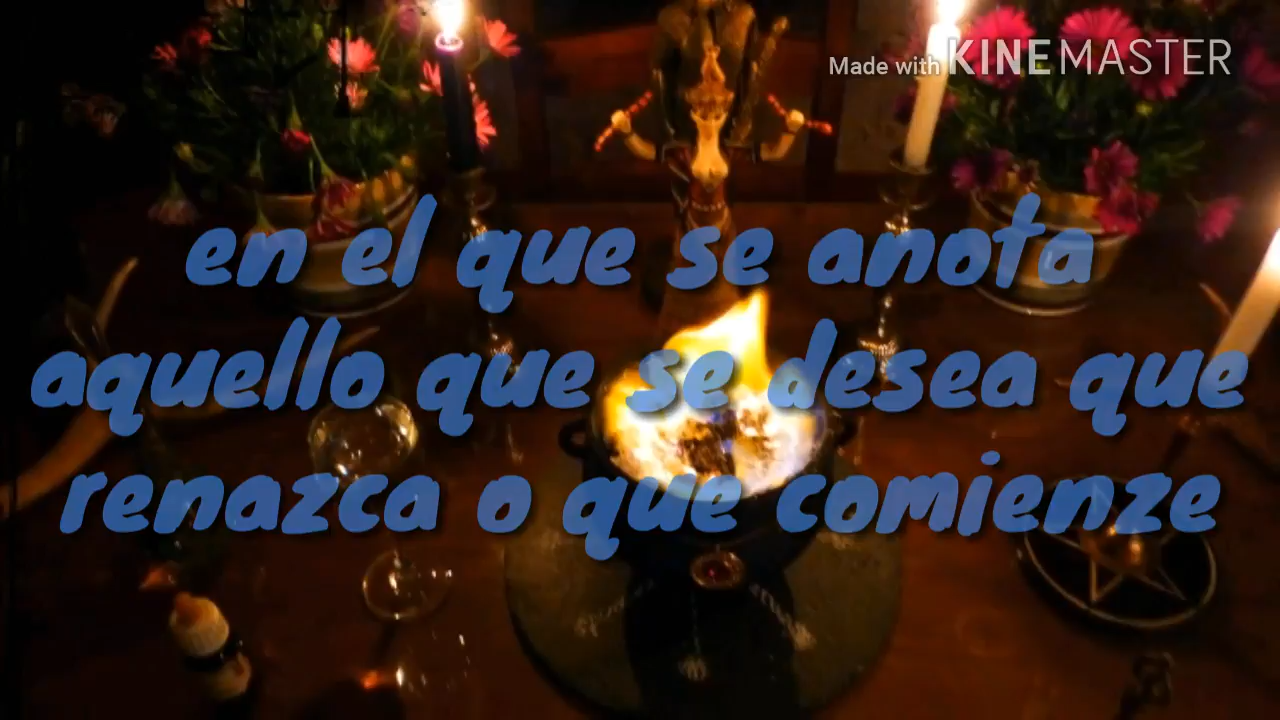 Made with KINEMASTER
en el que se anota
aquello que se desea que
renazca o que comienze